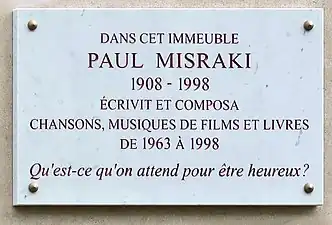 DANS CET IMMEUBLE
PAUL MISRAKI
1908 - 1998
ÉCRIVIT ET COMPOSA
CHANSONS, MUSIQUES DE FILMS ET LIVRES
DE 1963 À 1998
Qu'est-ce qu'on attend pour être heureux?